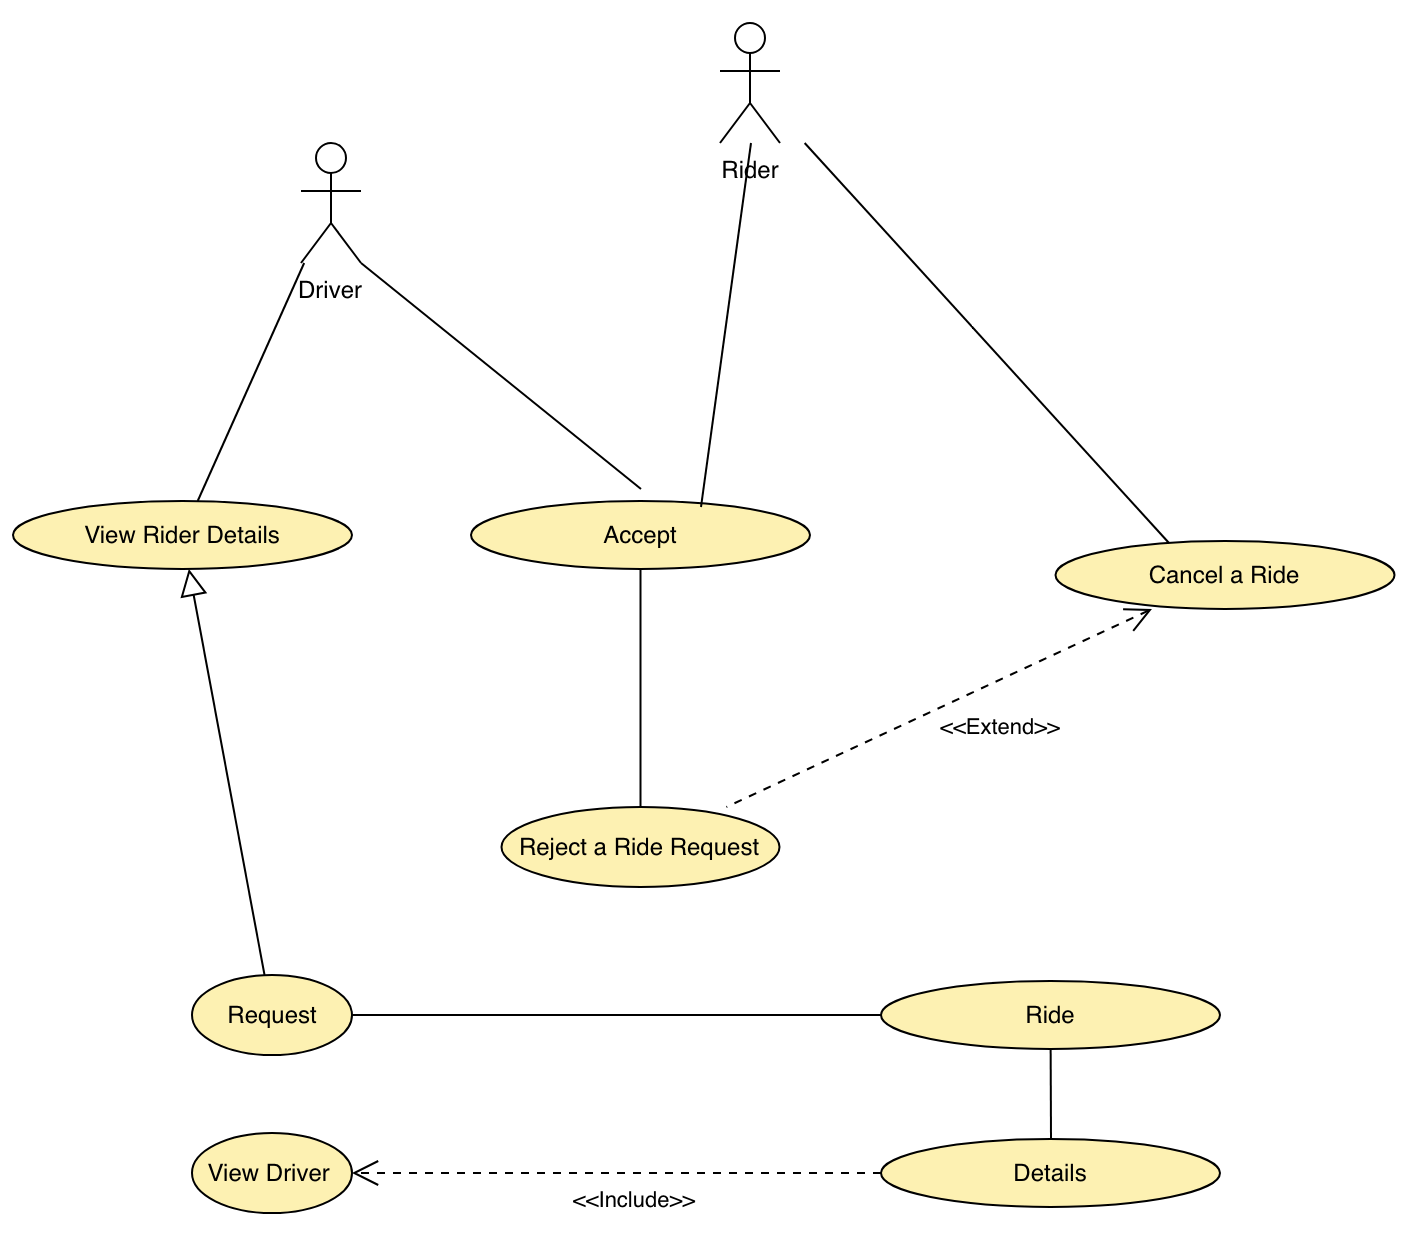 Rider
Driver
View Rider Details
Accept
Cancel a Ride
<<Extend>>
Reject a Ride Request
Request
Ride
View Driver
Details
<<Include>>